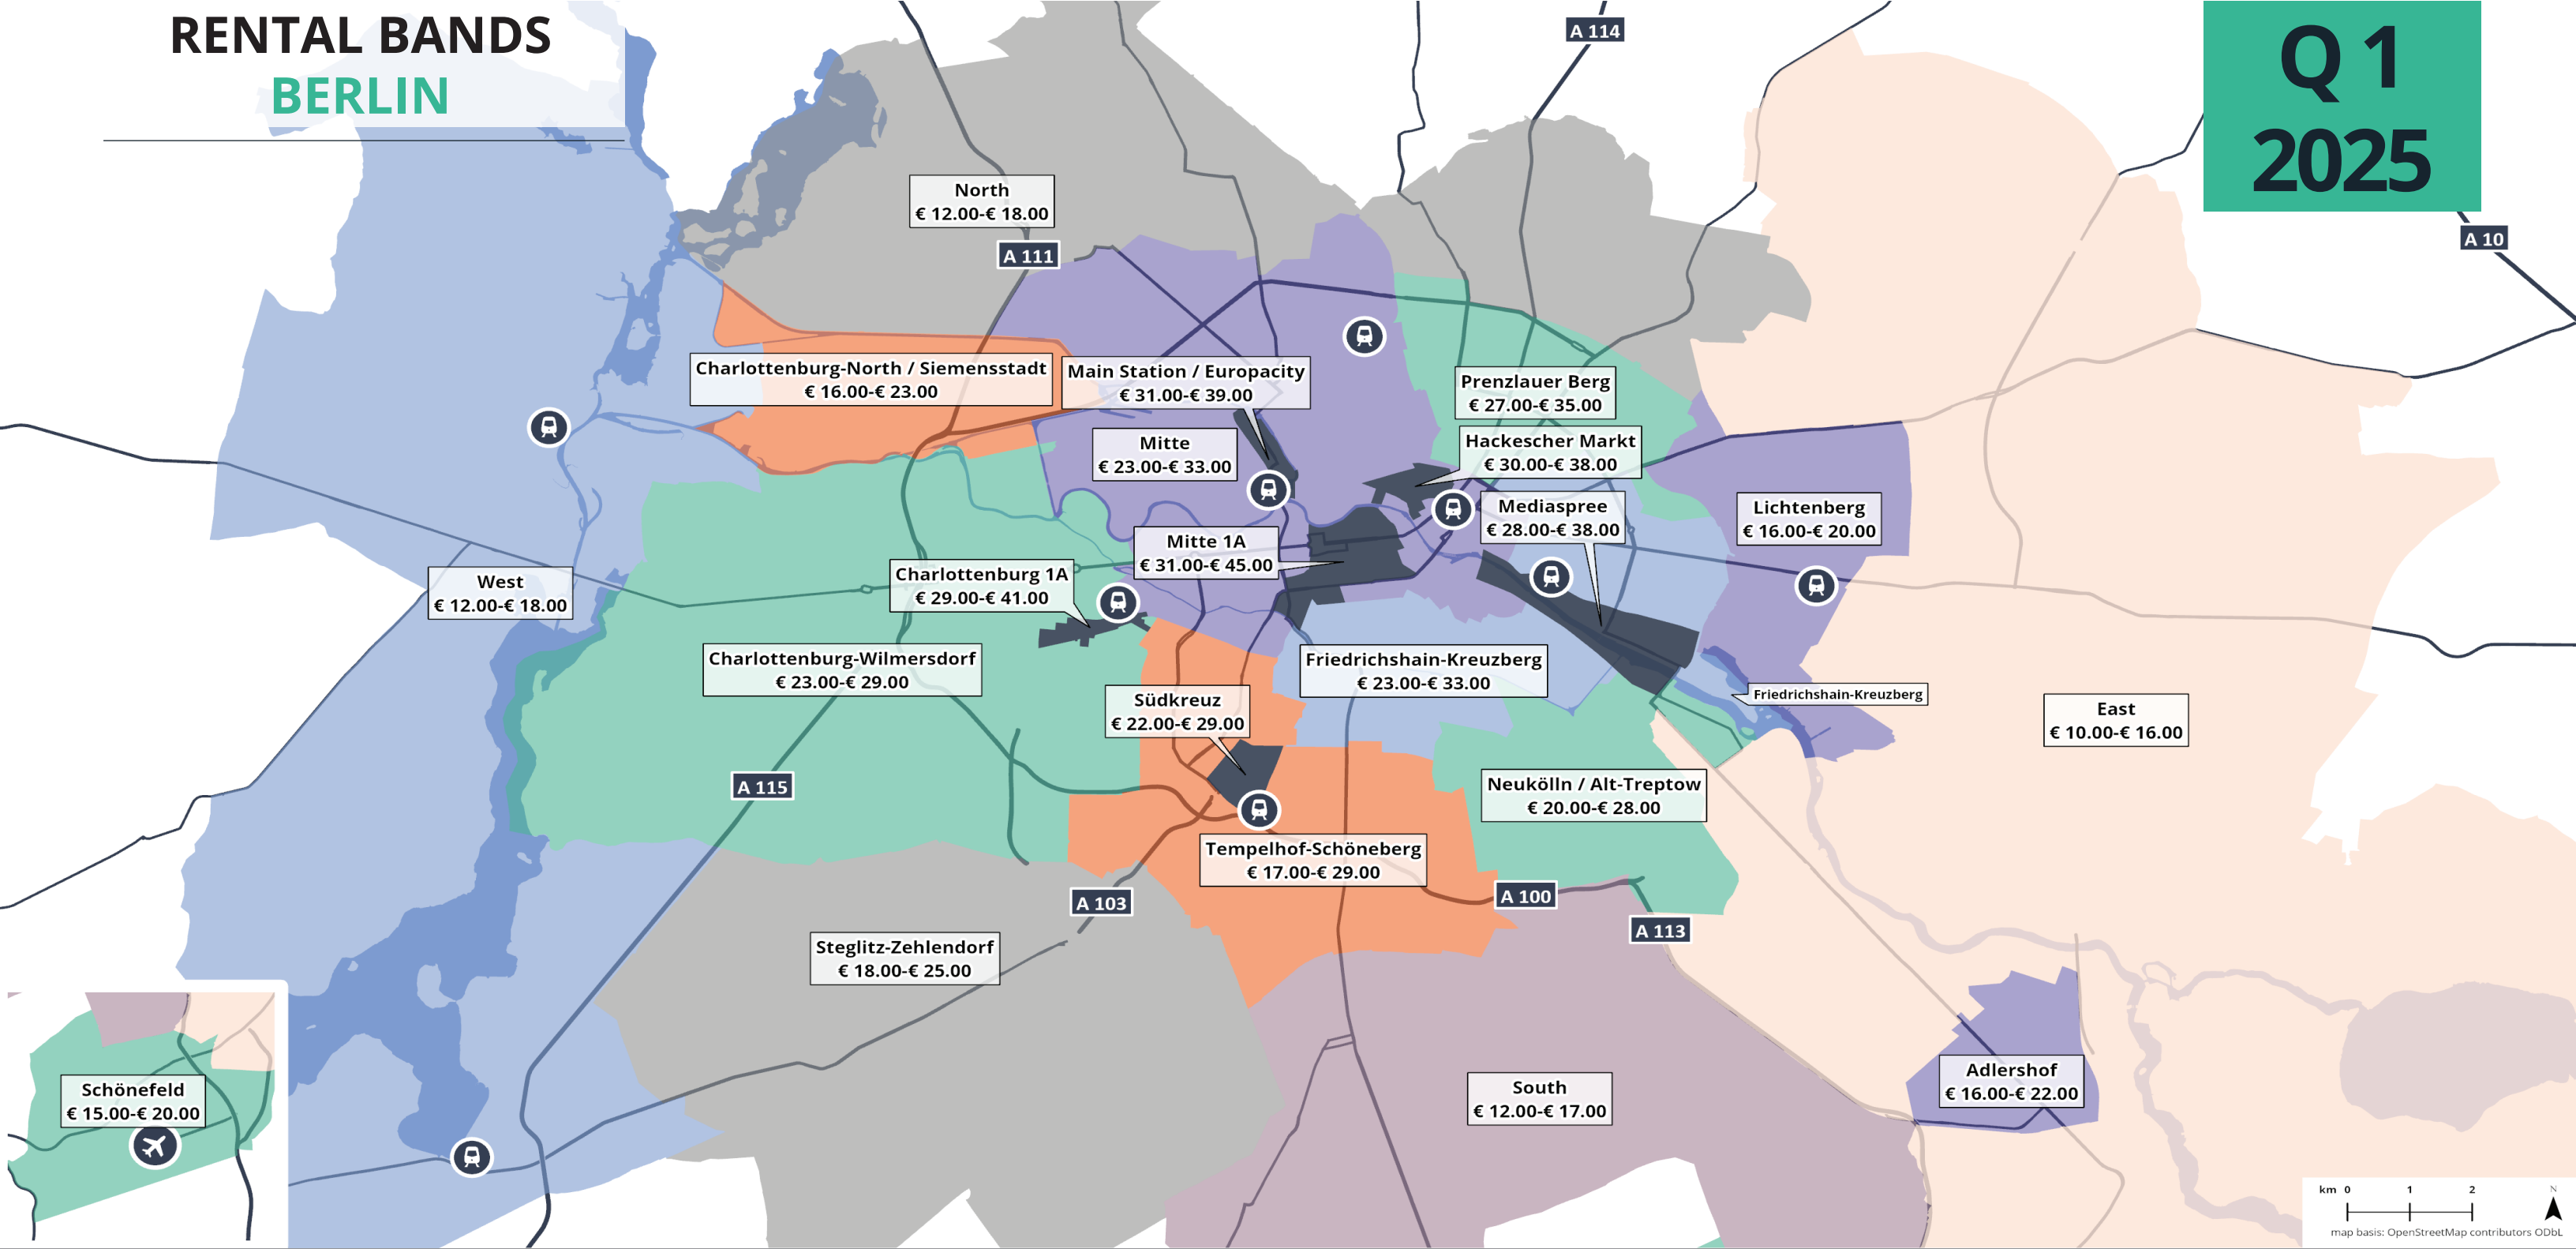 RENTAL BANDS
BERLIN
Q 1
2025
A 114
A 10
North
€ 12.00-€ 18.00
A 111
Charlottenburg-North / Siemensstadt
€ 16.00-€ 23.00
Main Station / Europacity
€ 31.00-€ 39.00
Prenzlauer Berg
€ 27.00-€ 35.00
Mitte
€ 23.00-€ 33.00
Hackescher Markt
€ 30.00-€ 38.00
Mediaspree
€ 28.00-€ 38.00
Lichtenberg
€ 16.00-€ 20.00
Mitte 1A
€ 31.00-€ 45.00
Charlottenburg 1A
€ 29.00-€ 41.00
West
€ 12.00-€ 18.00
Charlottenburg-Wilmersdorf
€ 23.00-€ 29.00
Friedrichshain-Kreuzberg
€ 23.00-€ 33.00
Friedrichshain-Kreuzberg
Südkreuz
€ 22.00-€ 29.00
East
€ 10.00-€ 16.00
A 115
Neukölln / Alt-Treptow
€ 20.00-€ 28.00
Tempelhof-Schöneberg
€ 17.00-€ 29.00
A 103
A 100
A 113
Steglitz-Zehlendorf
€ 18.00-€ 25.00
Schönefeld
€ 15.00-€ 20.00
South
€ 12.00-€ 17.00
Adlershof
€ 16.00-€ 22.00
km 0 1 2 N
map basis: OpenStreetMap contributors ODbL